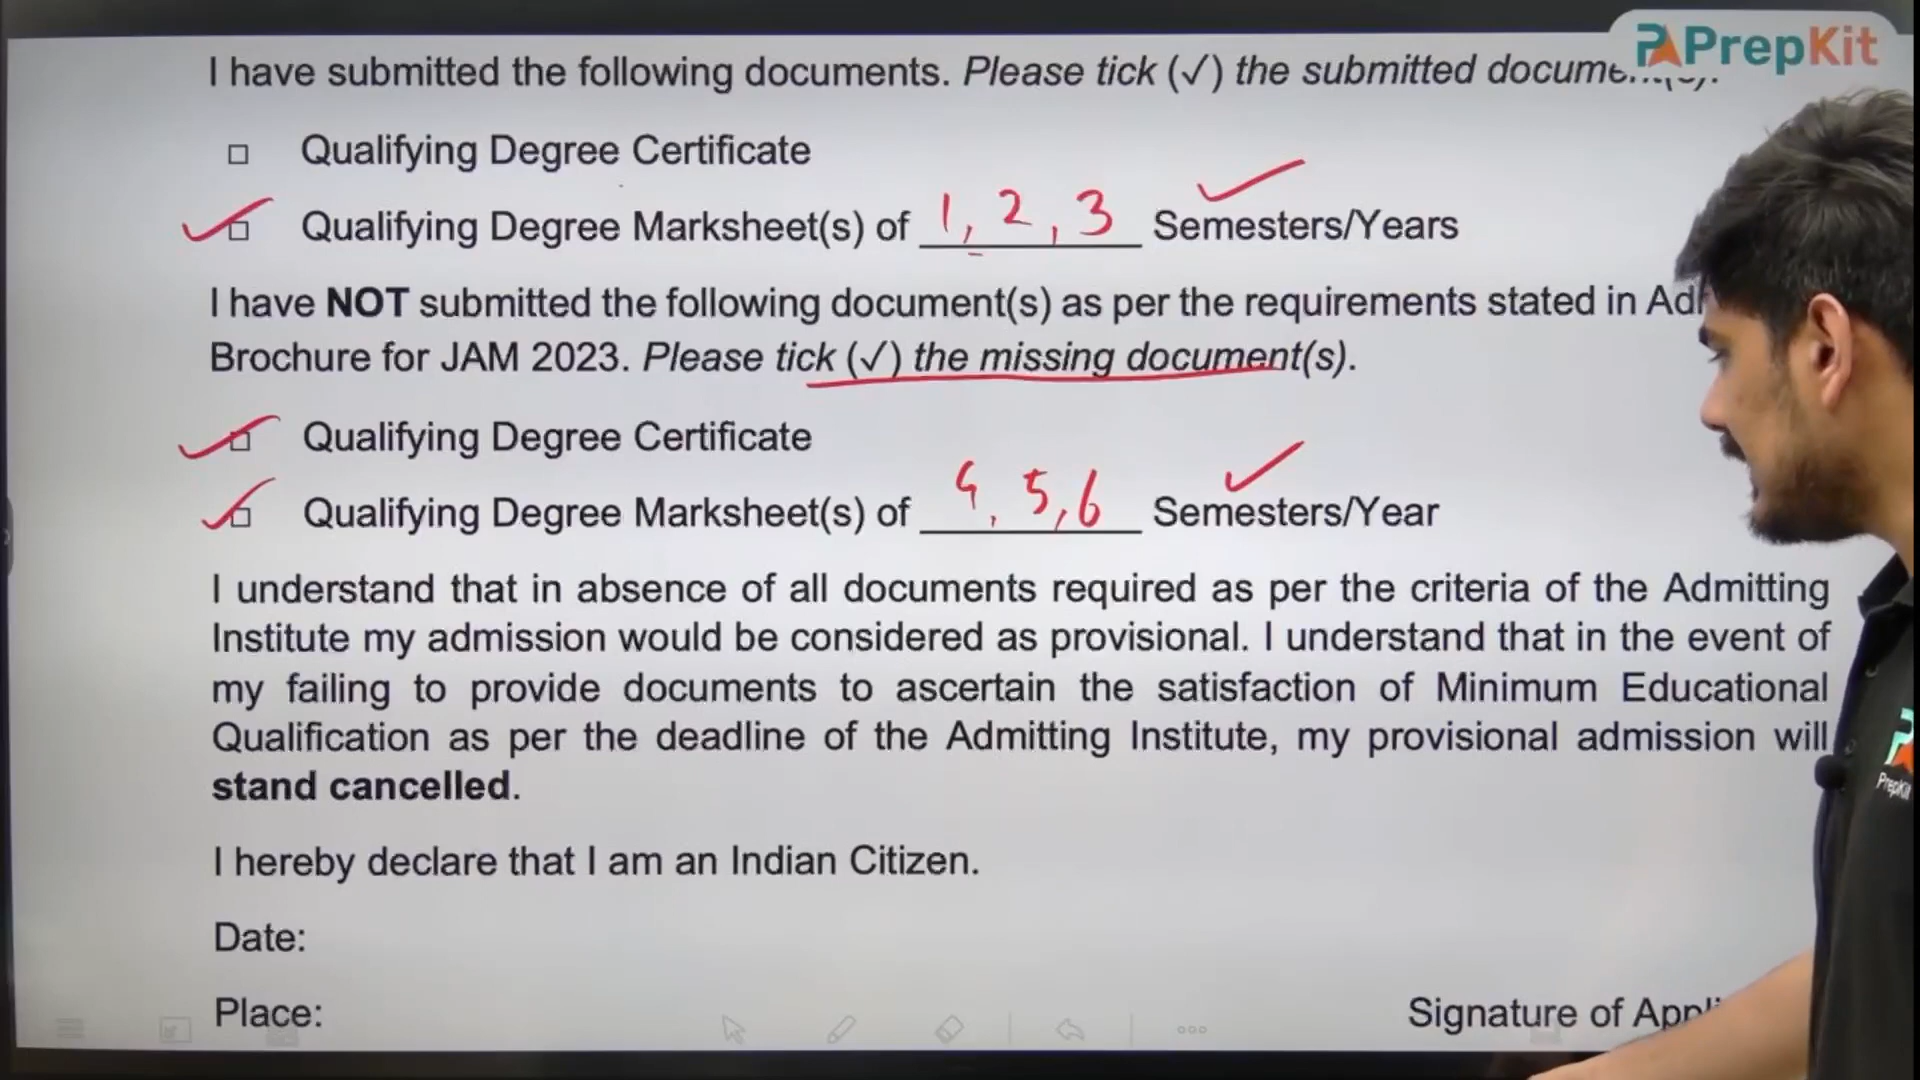 PrepKit
I have submitted the following documents. Please tick (✓) the submitted
□ Qualifying Degree Certificate
□ Qualifying Degree Marksheet(s) of 1, 2, 3 Semesters/Years
I have NOT submitted the following document(s) as per the requirements stated in
Brochure for JAM 2023. Please tick (✓) the missing document(s).
□ Qualifying Degree Certificate
□ Qualifying Degree Marksheet(s) of 4, 5, 6 Semesters/Year
I understand that in absence of all documents required as per the criteria of the Admitting
Institute my admission would be considered as provisional. I understand that in the event of
my failing to provide documents to ascertain the satisfaction of Minimum Educational
Qualification as per the deadline of the Admitting Institute, my provisional admission will
stand cancelled.
PrepKit
I hereby declare that I am an Indian Citizen.
Date:
Place:
Signature of